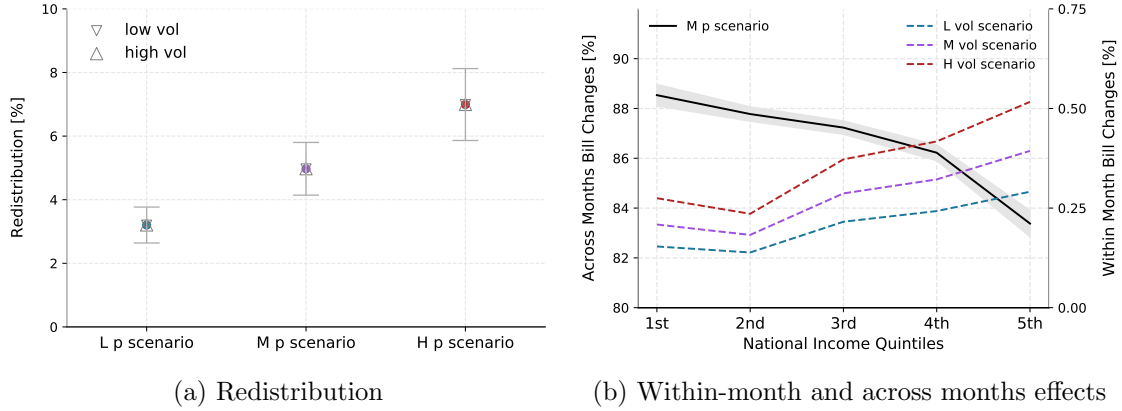 Redistribution [%]
10
8
6
4
2
0
low vol
high vol
L p scenario
M p scenario
H p scenario
(a) Redistribution
Across Months Bill Changes [%]
90
88
86
84
82
80
M p scenario
L vol scenario
M vol scenario
H vol scenario
0.75
0.50
0.25
0.00
Within Month Bill Changes [%]
1st
2nd
3rd
4th
5th
National Income Quintiles
(b) Within-month and across months effects